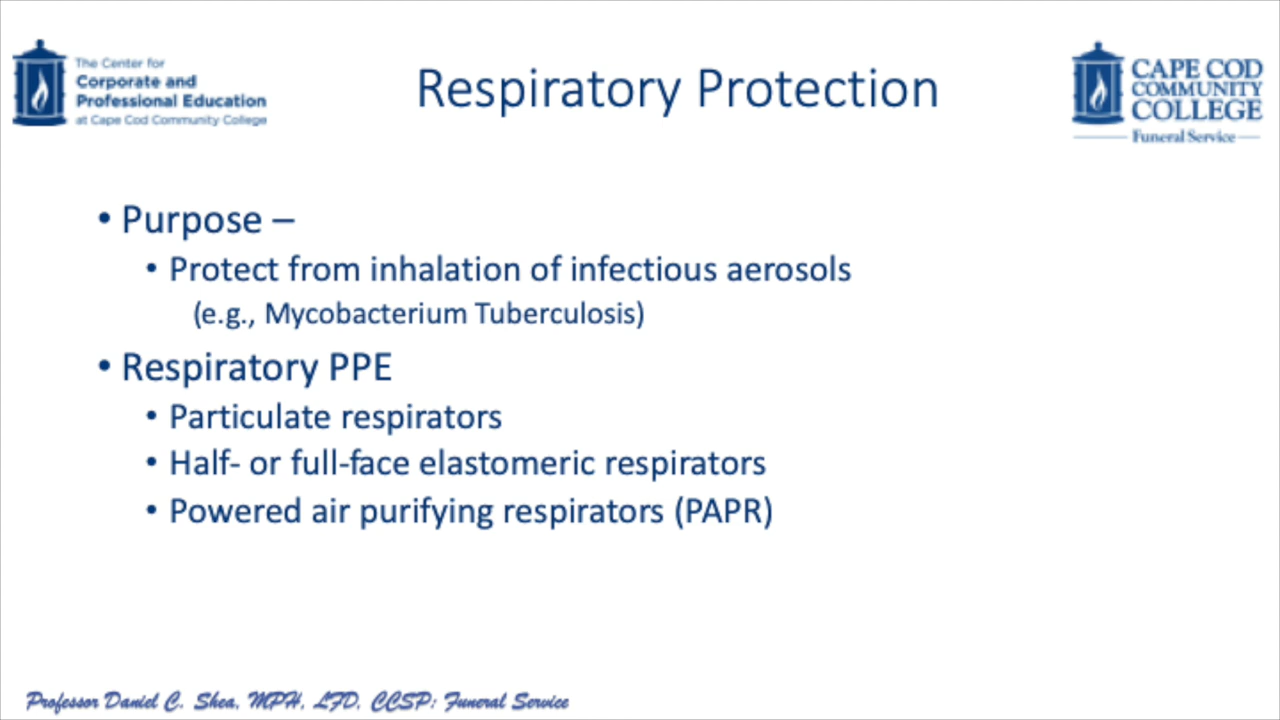 The Center for
Corporate and
Professional Education
at Cape Cod Community College
Respiratory Protection
CAPE COD
COMMUNITY
COLLEGE
Funeral Service
• Purpose –
• Protect from inhalation of infectious aerosols
(e.g., Mycobacterium Tuberculosis)
• Respiratory PPE
• Particulate respirators
• Half- or full-face elastomeric respirators
• Powered air purifying respirators (PAPR)
Professor Daniel C. Shea, MPH, LFD, CCSP: Funeral Service